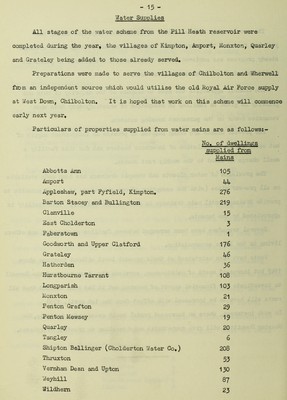 - 15 -
Water Supplies
All stages of the water scheme from the Pill Heath reservoir were
completed during the year, the villages of Kimpton, Amport, Monxton, Quarley
and Grateley being added to those already served.
Preparations were made to serve the villages of Chilbolton and Wherwell
from an independent source which would utilise the old Royal Air Force supply
at West Down, Chilbolton. It is hoped that work on this scheme will commence
early next year.
Particulars of properties supplied from water mains are as follows:-
No. of dwellings
supplied from
Mains
Abbotts Ann 105
Amport 44
Appleshaw, part Fyfield, Kimpton. 276
Barton Stacey and Bullington 219
Clanville 15
East Cholderton 3
Faberstown 1
Goodworth and Upper Clatford 176
Grateley 46
Hatherden 36
Hurstbourne Tarrant 108
Longparish 103
Monxton 21
Penton Grafton 29
Penton Mewsey 19
Quarley 20
Tangley 6
Shipton Bellinger (Cholderton Water Co.) 208
Thruxton 53
Vernham Dean and Upton 130
Weyhill 87
Wildhern 23